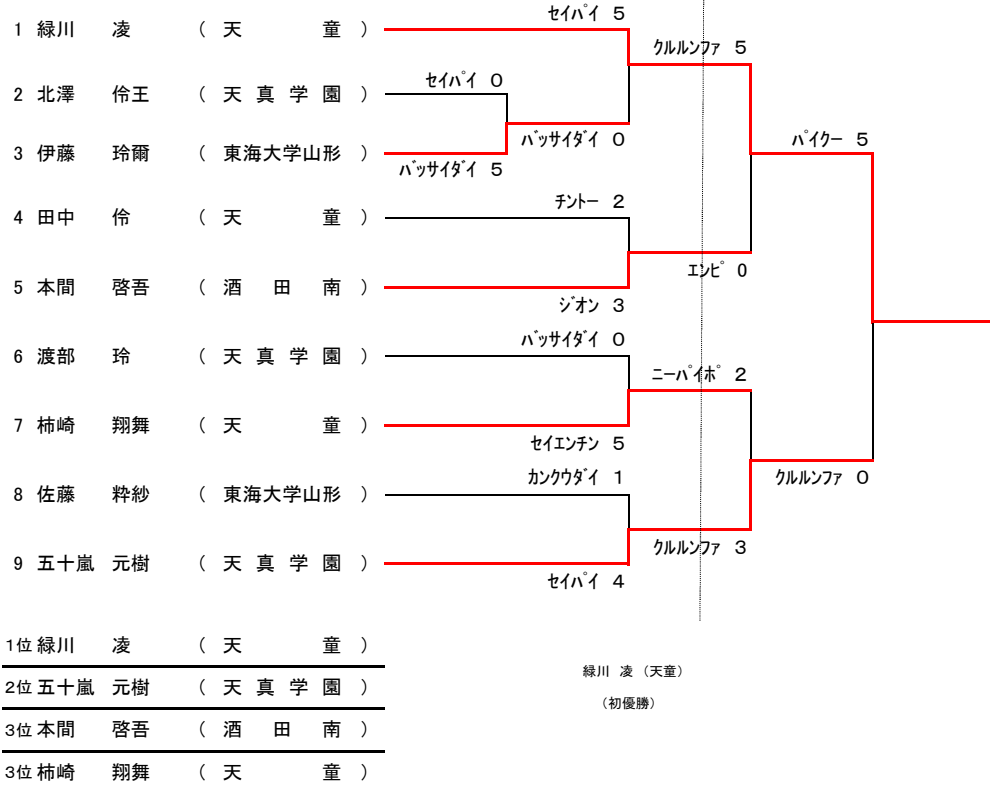 セイパイ 5
1 緑川 凌 ( 天 童 )
クルルンファ 5
セイパイ 0
2 北澤 伶王 ( 天 真 学 園 )
バッサイダイ 0
パイクー 5
3 伊藤 玲爾 ( 東海大学山形 )
バッサイダイ 5
チントー 2
4 田中 伶 ( 天 童 )
エンピ 0
5 本間 啓吾 ( 酒 田 南 )
ジオン 3
バッサイダイ 0
6 渡部 玲 ( 天 真 学 園 )
ニーパイポ 2
7 柿崎 翔舞 ( 天 童 )
セイエンチン 5
カンクウダイ 1
クルルンファ 0
8 佐藤 粋紗 ( 東海大学山形 )
クルルンファ 3
9 五十嵐 元樹 ( 天 真 学 園 )
セイパイ 4
1位 緑川 凌 ( 天 童 )
緑川 凌 (天童)
2位 五十嵐 元樹 ( 天 真 学 園 )
(初優勝)
3位 本間 啓吾 ( 酒 田 南 )
3位 柿崎 翔舞 ( 天 童 )